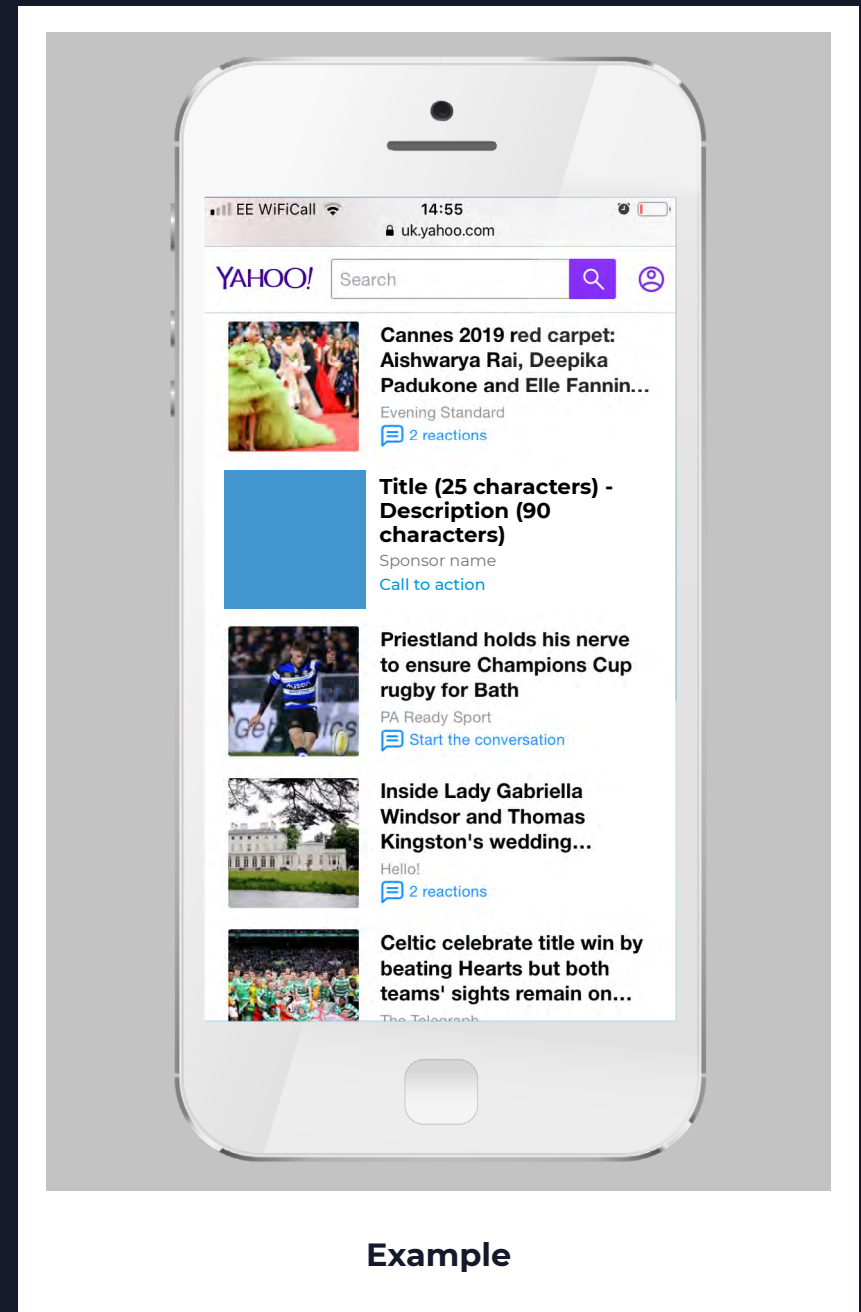 EE WiFiCall 14:55
uk.yahoo.com
YAHOO! Search
Cannes 2019 red carpet:
Aishwarya Rai, Deepika
Padukone and Elle Fannin...
Evening Standard
2 reactions
Title (25 characters) -
Description (90
characters)
Sponsor name
Call to action
Priestland holds his nerve
to ensure Champions Cup
rugby for Bath
PA Ready Sport
Start the conversation
Inside Lady Gabriella
Windsor and Thomas
Kingston's wedding...
Hello!
2 reactions
Celtic celebrate title win by
beating Hearts but both
teams' sights remain on...
The Telegraph
Example